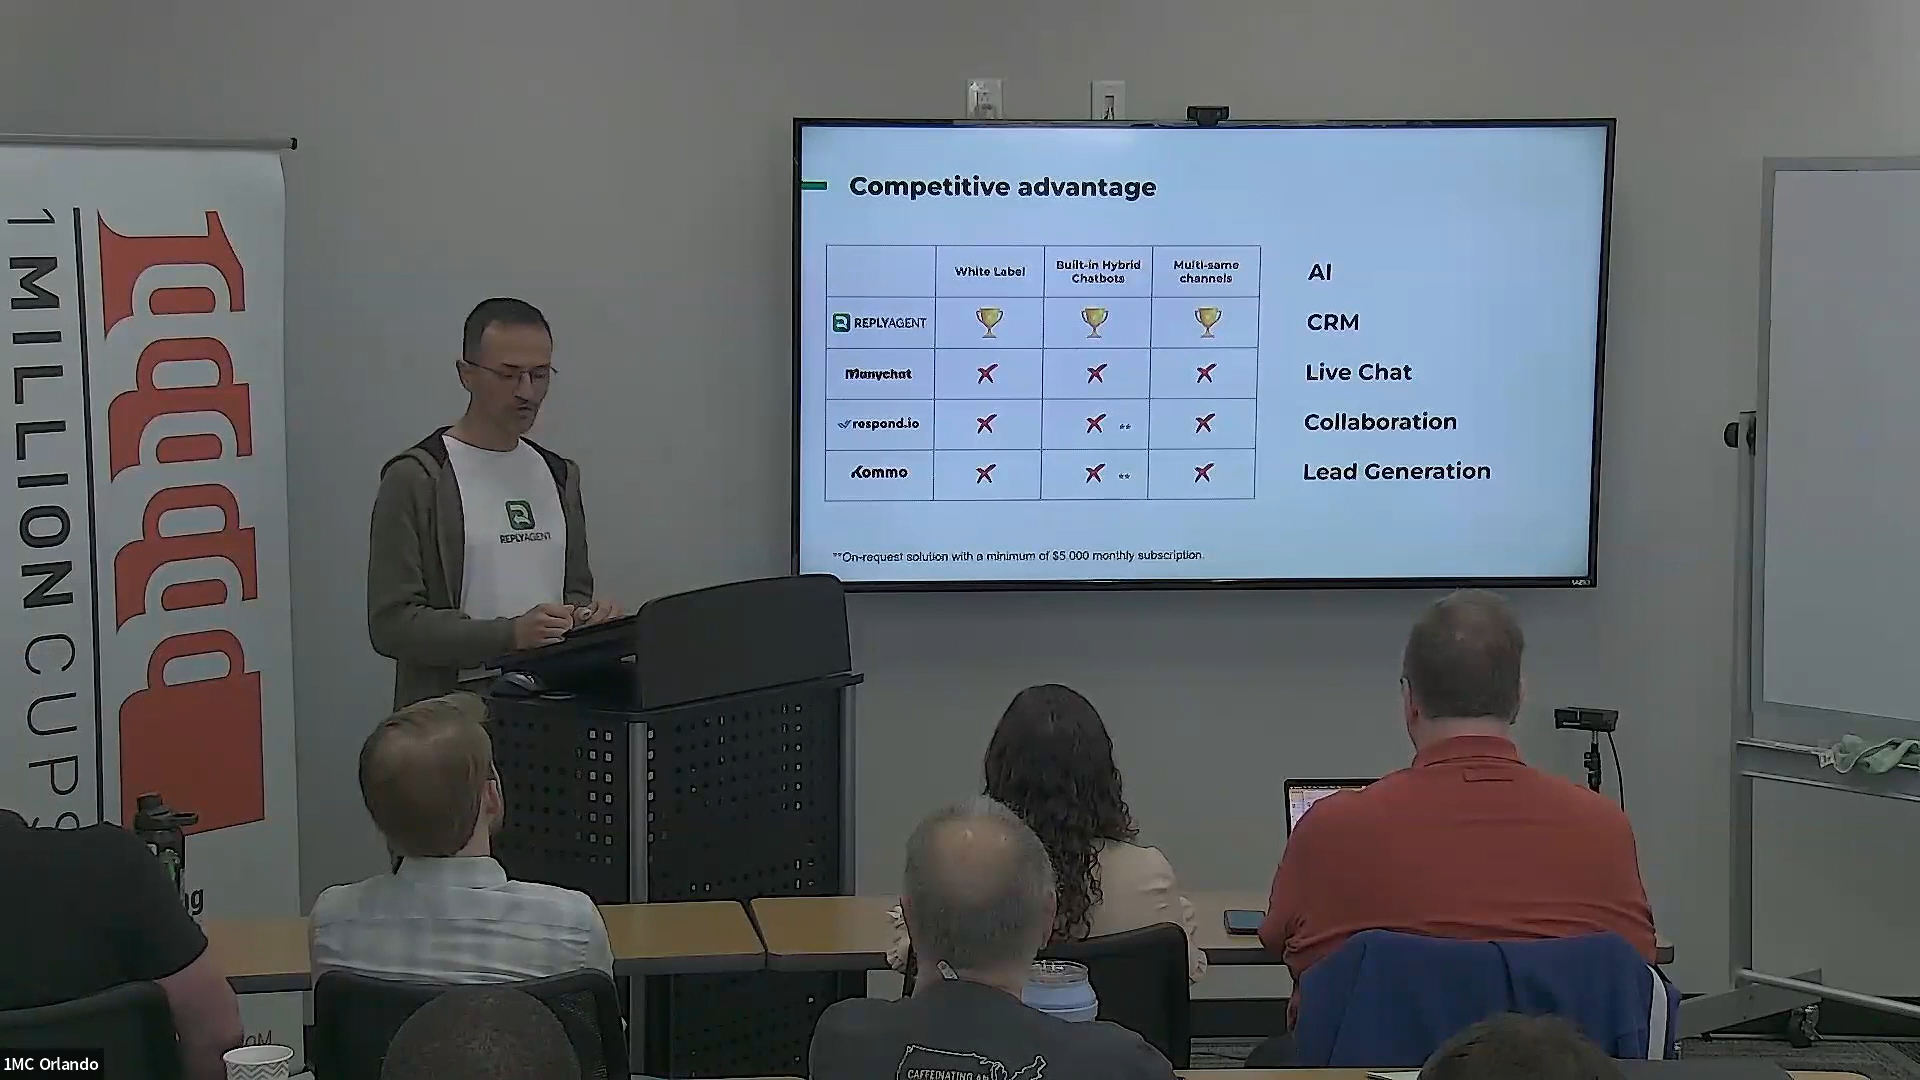 1 MILLION CUPS
Competitive advantage
White Label
Built-in Hybrid
Chatbots
Multi-same
channels
REPLYAGENT
Manychat
respond.io
**
Kommo
**
AI
CRM
Live Chat
Collaboration
Lead Generation
**On-request solution with a minimum of $5 000 monthly subscription.
REPLYAGENT
ng
1MC Orlando